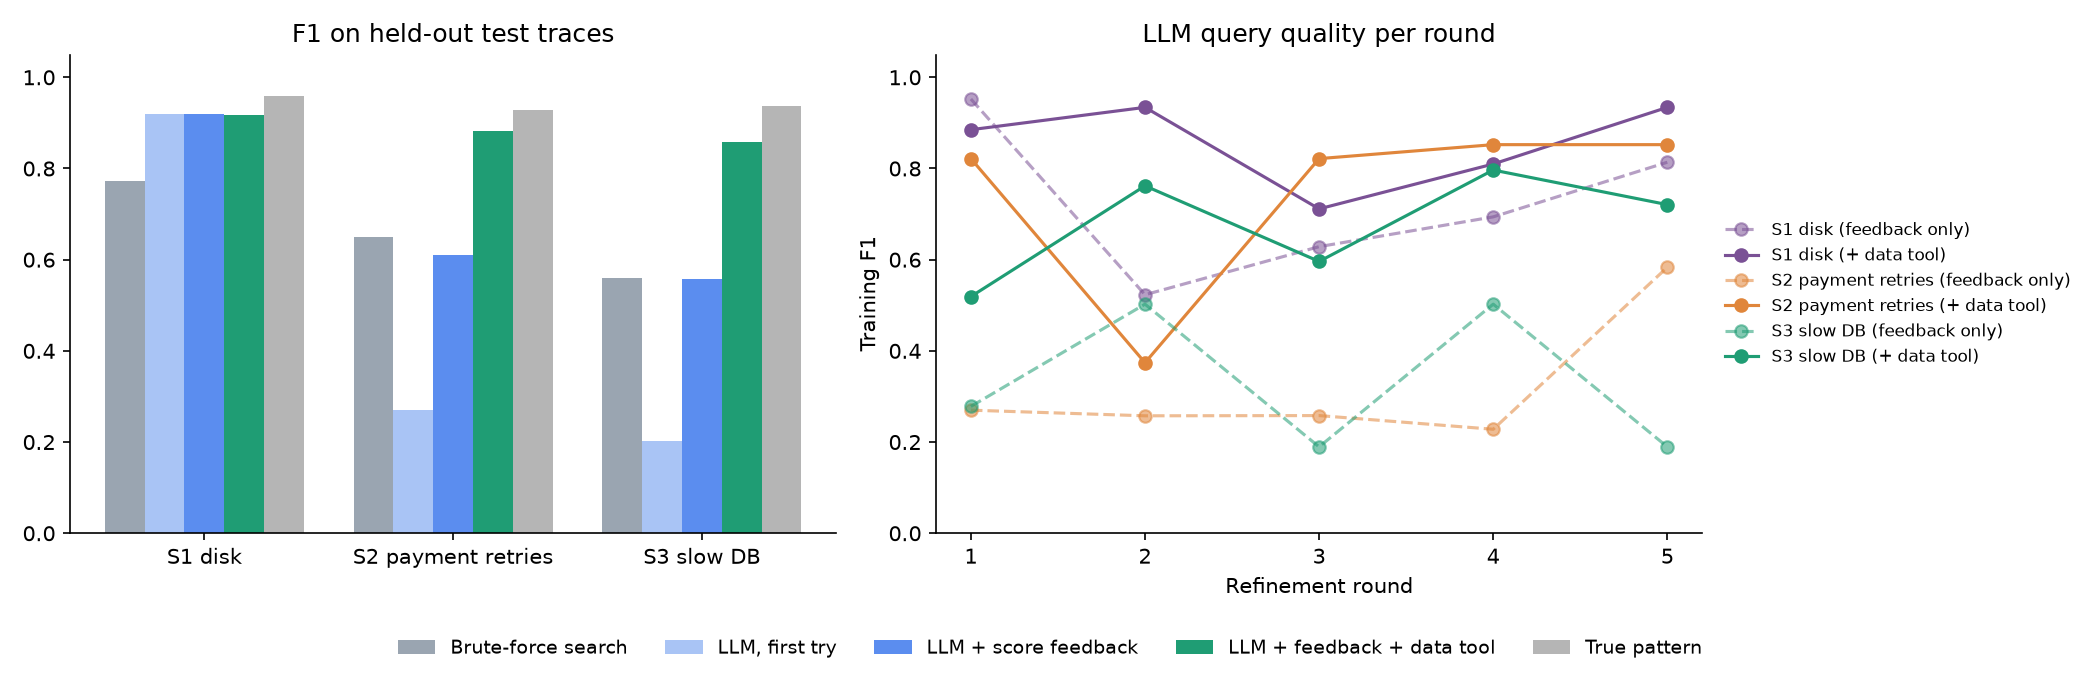 F1 on held-out test traces
1.0
0.8
0.6
0.4
0.2
0.0
S1 disk
S2 payment retries
S3 slow DB
LLM query quality per round
Training F1
1.0
0.8
0.6
0.4
0.2
0.0
1
2
3
4
5
Refinement round
S1 disk (feedback only)
S1 disk (+ data tool)
S2 payment retries (feedback only)
S2 payment retries (+ data tool)
S3 slow DB (feedback only)
S3 slow DB (+ data tool)
Brute-force search
LLM, first try
LLM + score feedback
LLM + feedback + data tool
True pattern